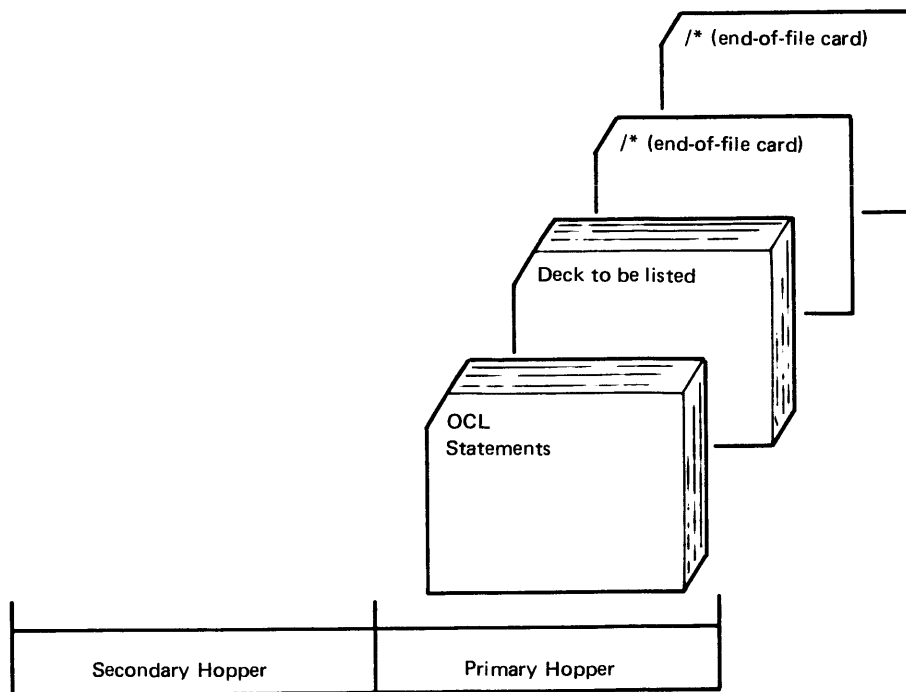 /* (end-of-file card)
/* (end-of-file card)
Deck to be listed
OCL
Statements
Secondary Hopper
Primary Hopper